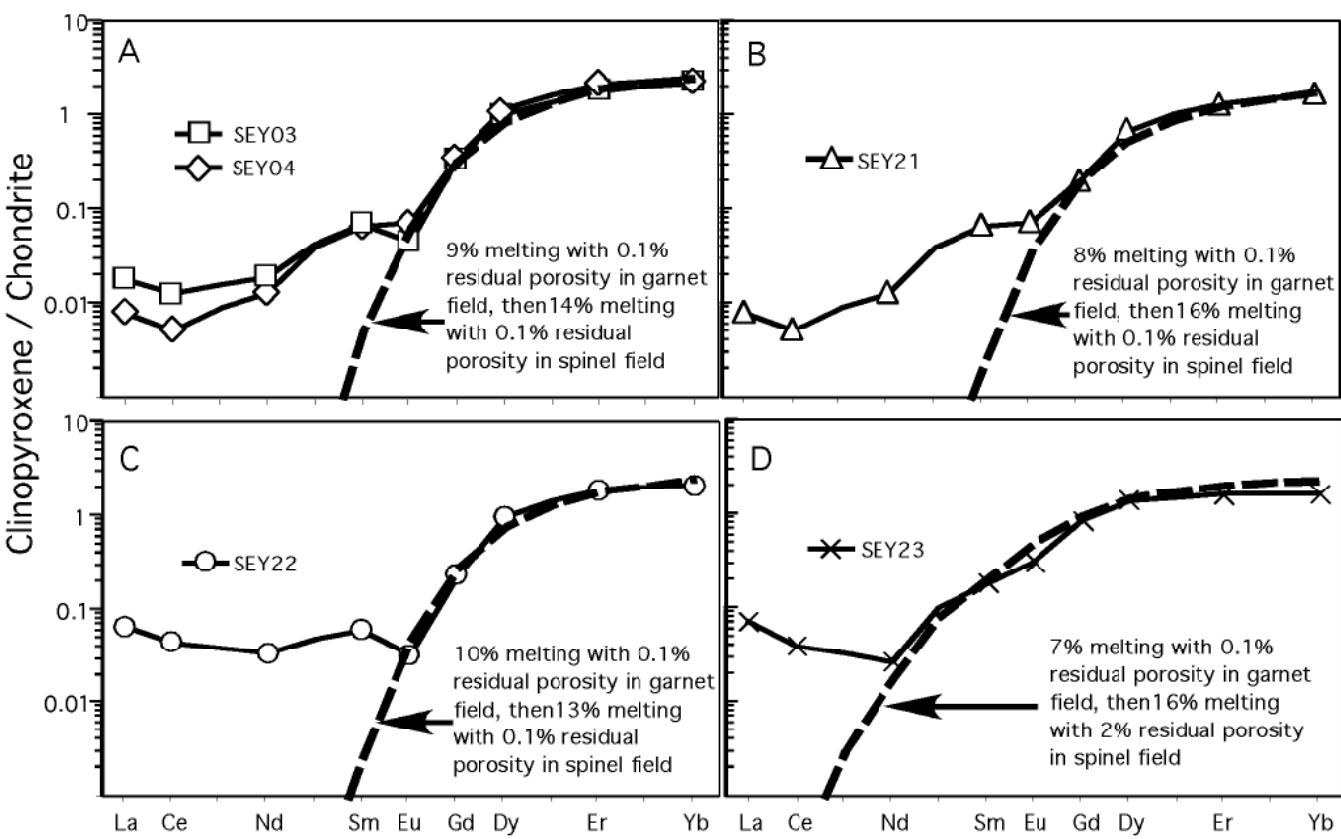 Clinopyroxene / Chondrite
10
1
0.1
0.01
A
SEY03
SEY04
9% melting with 0.1%
residual porosity in garnet
field, then14% melting
with 0.1% residual
porosity in spinel field
B
SEY21
8% melting with 0.1%
residual porosity in garnet
field, then16% melting
with 0.1% residual
porosity in spinel field
10
1
0.1
0.01
C
SEY22
10% melting with 0.1%
residual porosity in garnet
field, then13% melting
with 0.1% residual
porosity in spinel field
D
SEY23
7% melting with 0.1%
residual porosity in garnet
field, then16% melting
with 2% residual porosity
in spinel field
La Ce Nd Sm Eu Gd Dy Er Yb
La Ce Nd Sm Eu Gd Dy Er Yb